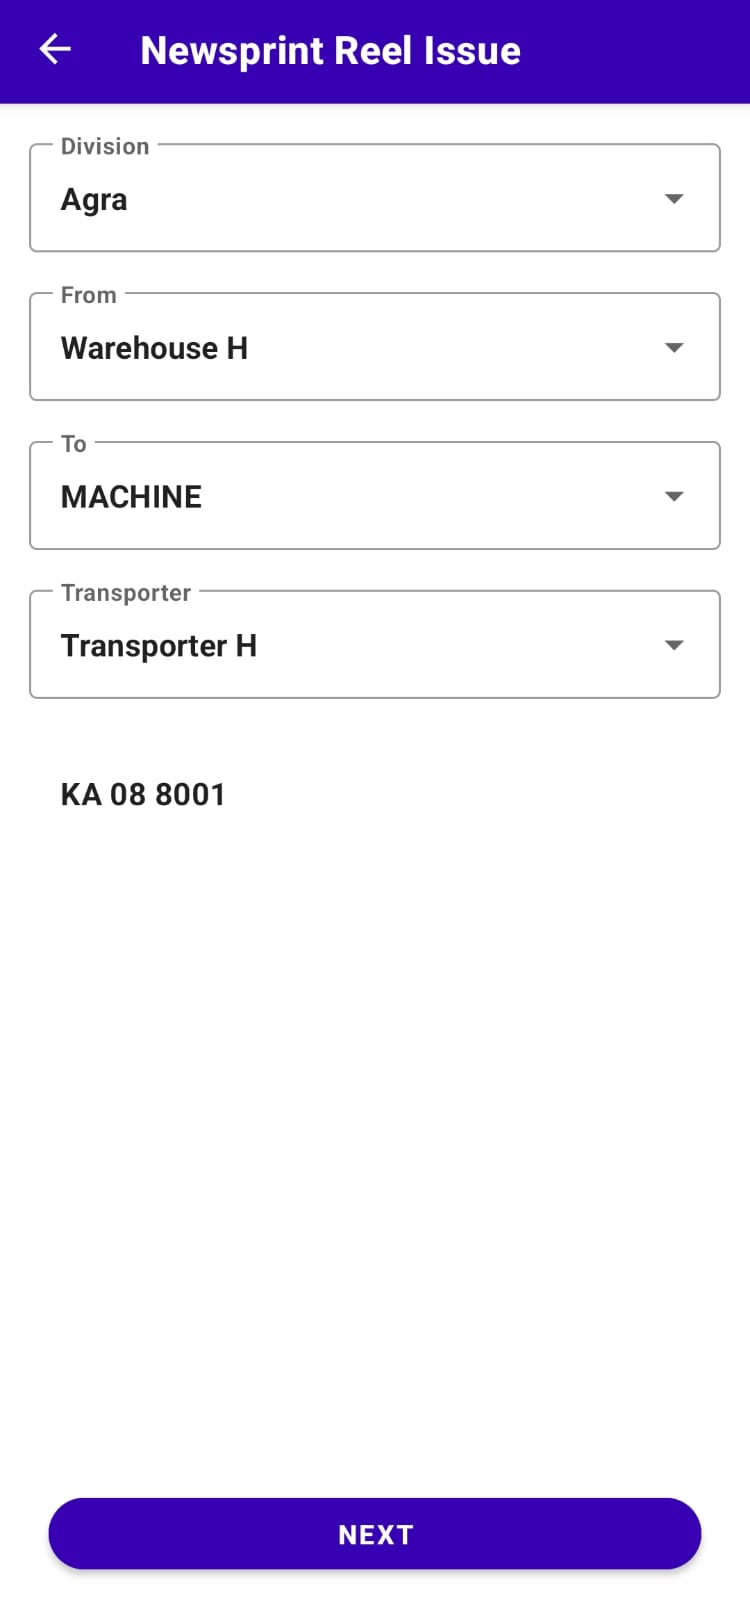 Newsprint Reel Issue
Division
Agra
From
Warehouse H
To
MACHINE
Transporter
Transporter H
KA 08 8001
NEXT